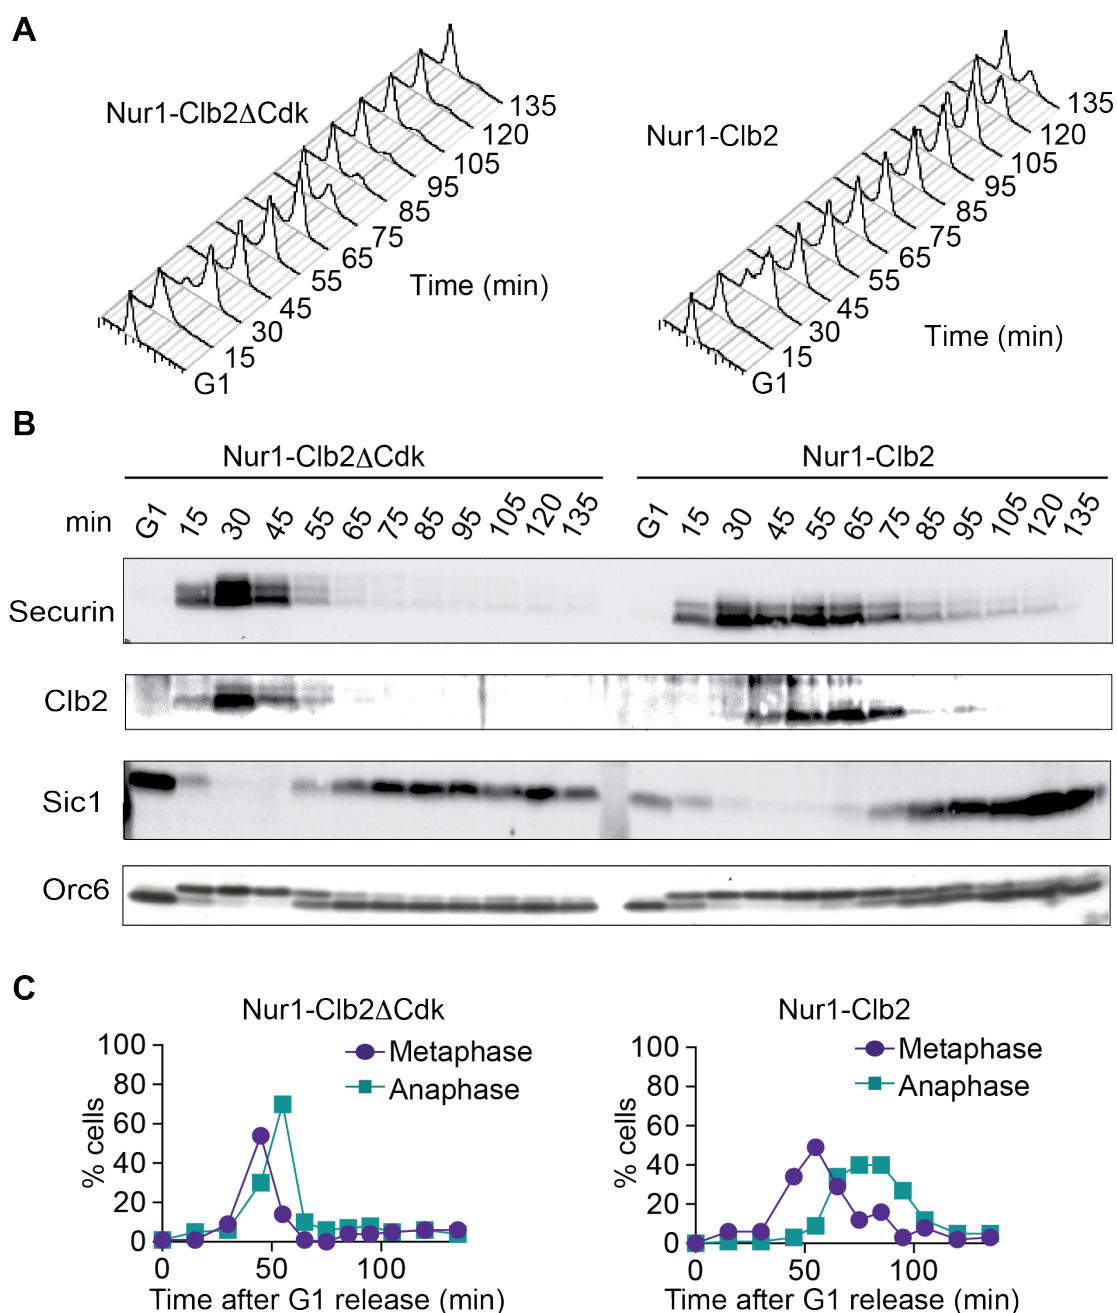 A
Nur1-Clb2ΔCdk
G1
15
30
45
55
65
75
85
95
105
120
135
Time (min)
Nur1-Clb2
G1
15
30
45
55
65
75
85
95
105
120
135
Time (min)
B
Nur1-Clb2ΔCdk Nur1-Clb2
min G1 15 30 45 55 65 75 85 95 105 120 135 G1 15 30 45 55 65 75 85 95 105 120 135
Securin
Clb2
Sic1
Orc6
C
Nur1-Clb2ΔCdk
Metaphase
Anaphase
% cells
100
80
60
40
20
0
0 50 100
Time after G1 release (min)
Nur1-Clb2
Metaphase
Anaphase
% cells
100
80
60
40
20
0
0 50 100
Time after G1 release (min)